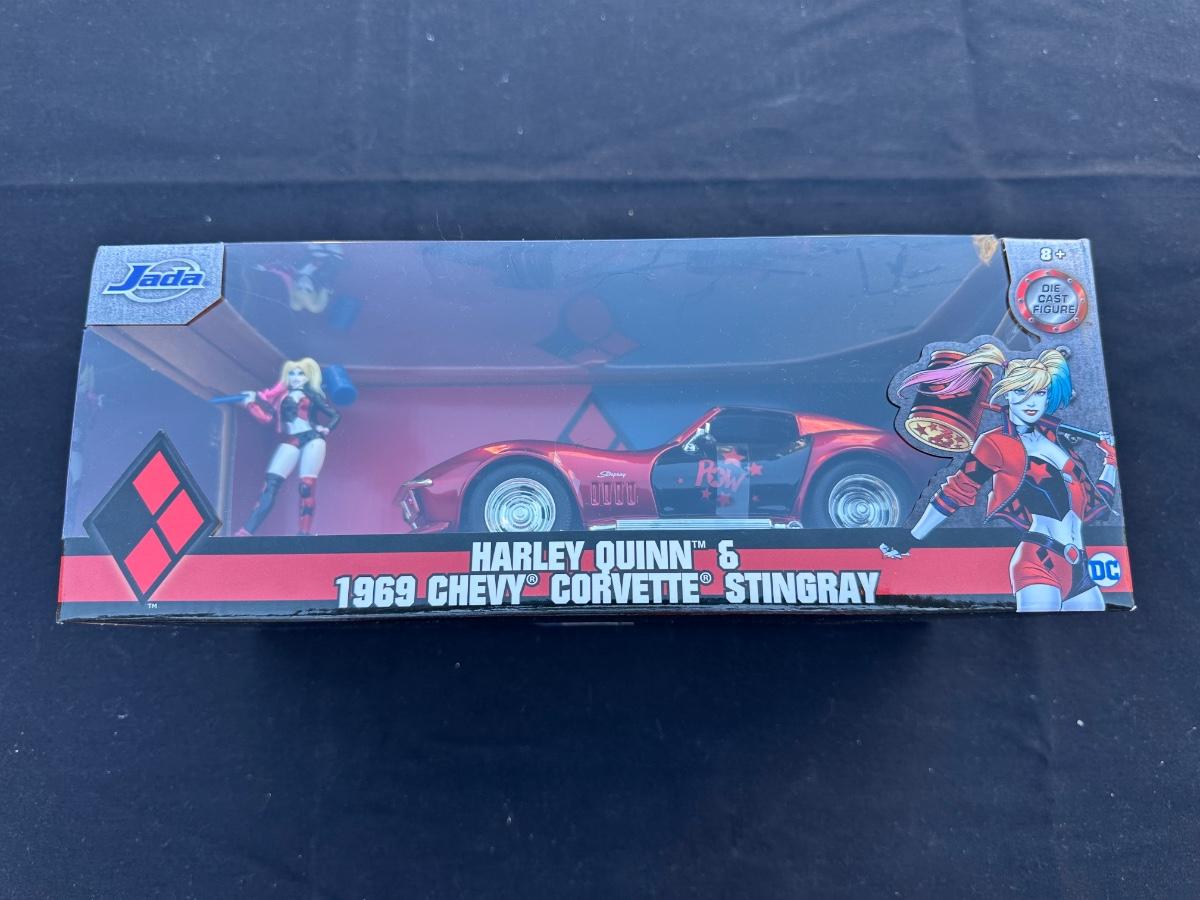 Jada
8+
DIE
CAST
FIGURE
Stingray
POW
HARLEY QUINN™ &
1969 CHEVY® CORVETTE® STINGRAY
DC
TM